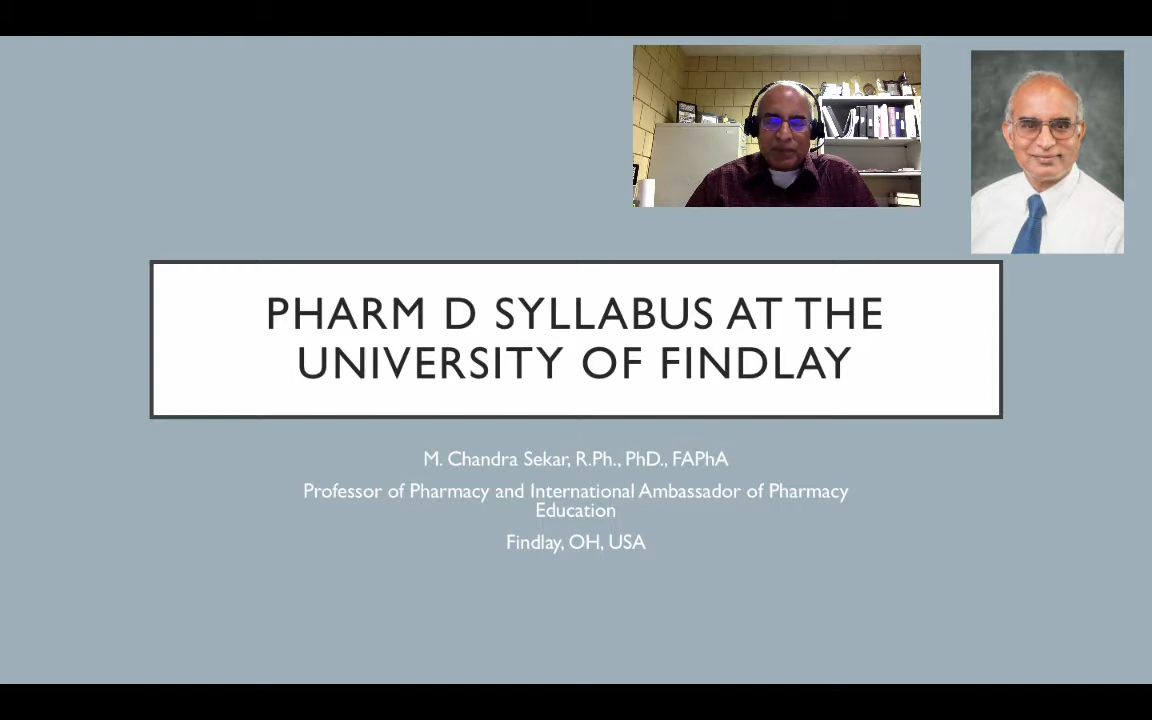 PHARM D SYLLABUS AT THE
UNIVERSITY OF FINDLAY
M. Chandra Sekar, R.Ph., PhD., FAPhA
Professor of Pharmacy and International Ambassador of Pharmacy
Education
Findlay, OH, USA